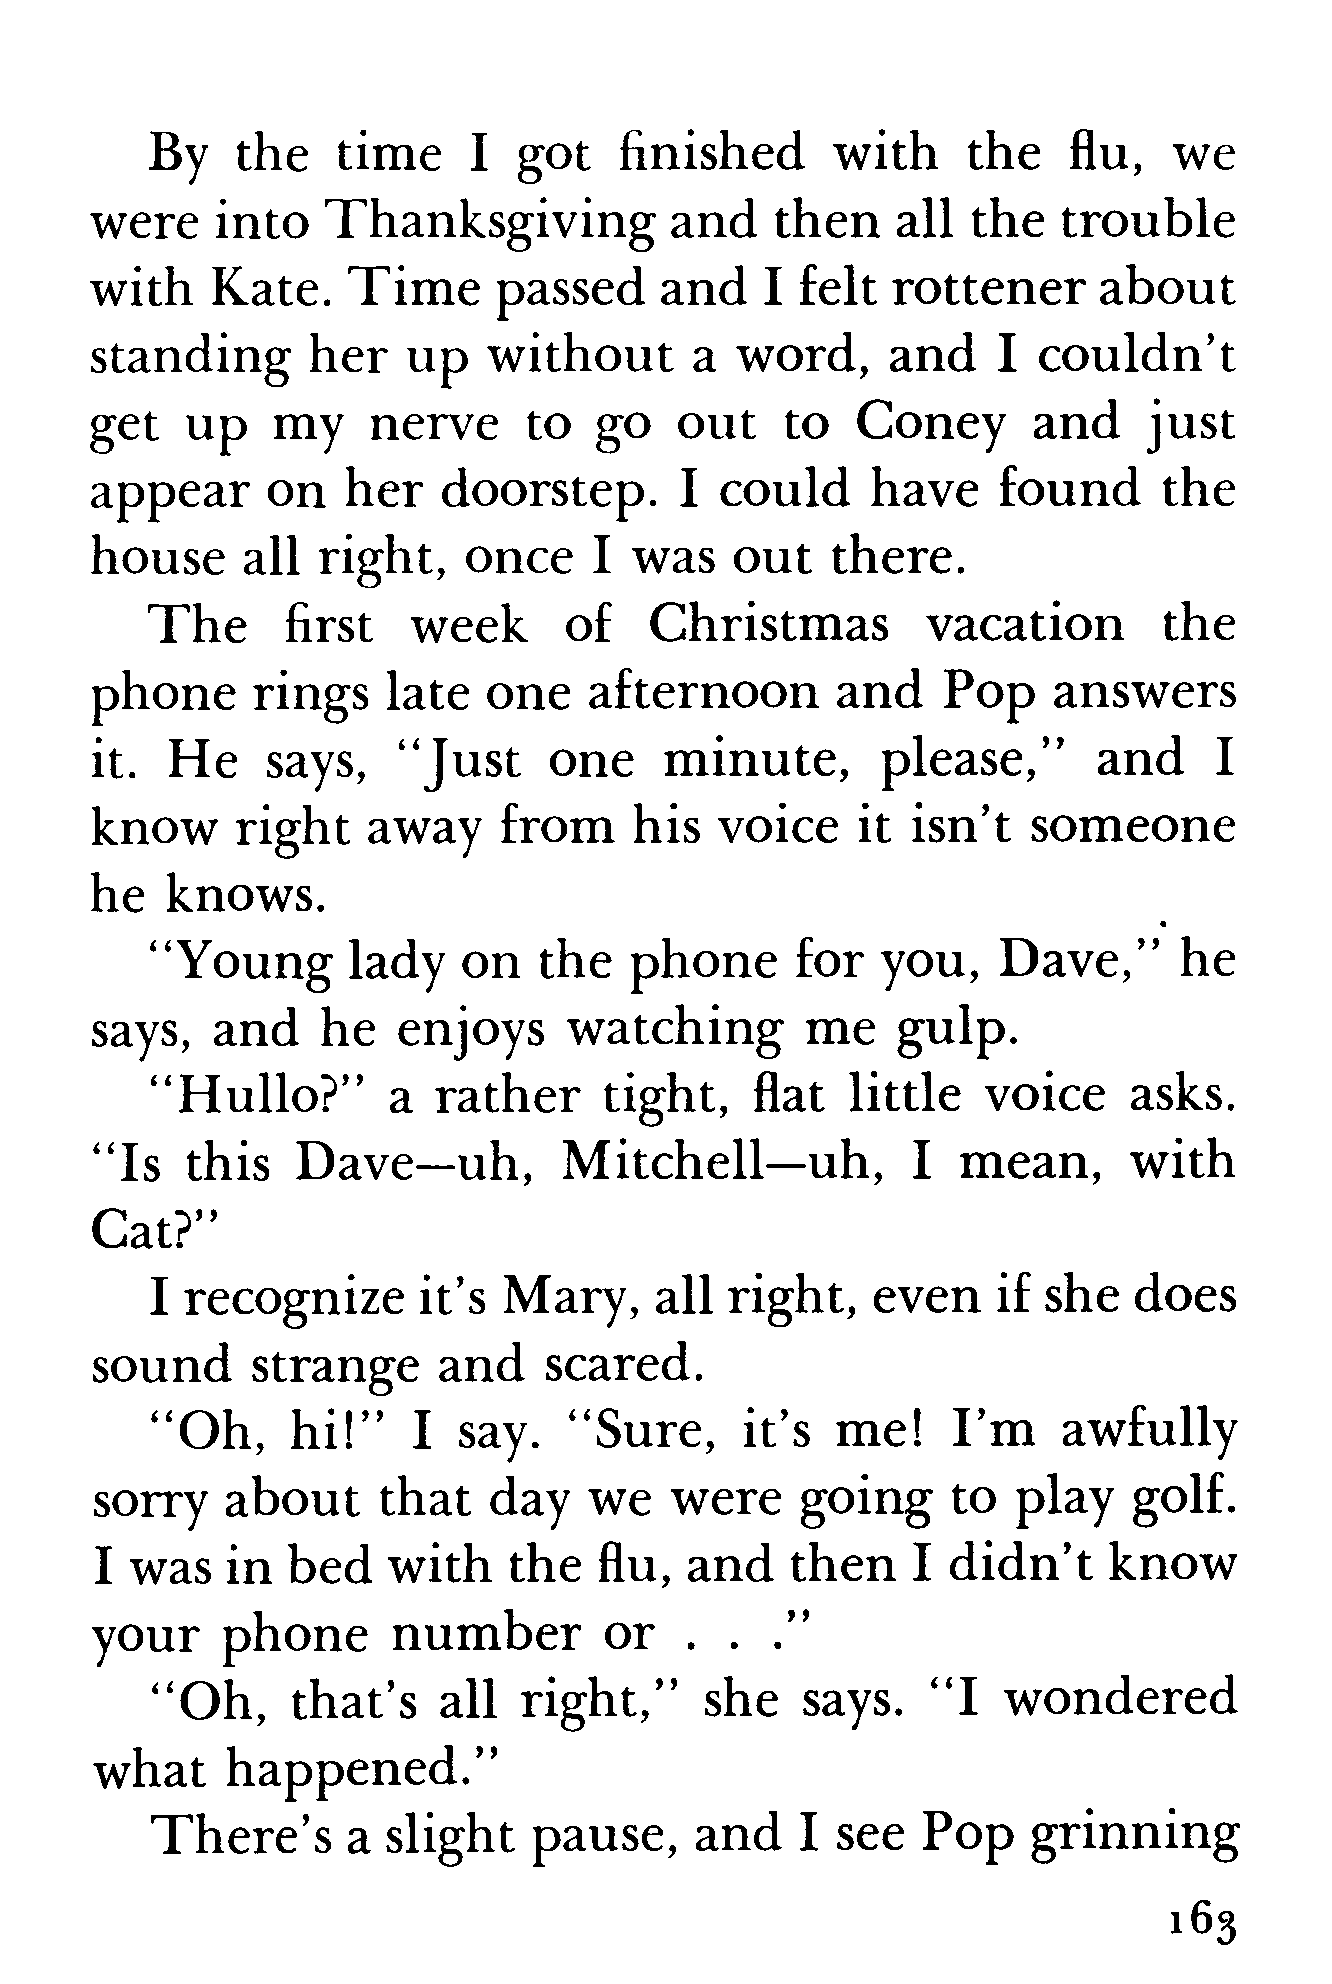 By the time I got finished with the flu, we
were into Thanksgiving and then all the trouble
with Kate. Time passed and I felt rottener about
standing her up without a word, and I couldn't
get up my nerve to go out to Coney and just
appear on her doorstep. I could have found the
house all right, once I was out there.
The first week of Christmas vacation the
phone rings late one afternoon and Pop answers
it. He says, "Just one minute, please," and I
know right away from his voice it isn't someone
he knows.
"Young lady on the phone for you, Dave," he
says, and he enjoys watching me gulp.
"Hullo?" a rather tight, flat little voice asks.
"Is this Dave—uh, Mitchell—uh, I mean, with
Cat?"
I recognize it's Mary, all right, even if she does
sound strange and scared.
"Oh, hi!" I say. "Sure, it's me! I'm awfully
sorry about that day we were going to play golf.
I was in bed with the flu, and then I didn't know
your phone number or . . ."
"Oh, that's all right," she says. "I wondered
what happened."
There's a slight pause, and I see Pop grinning
163